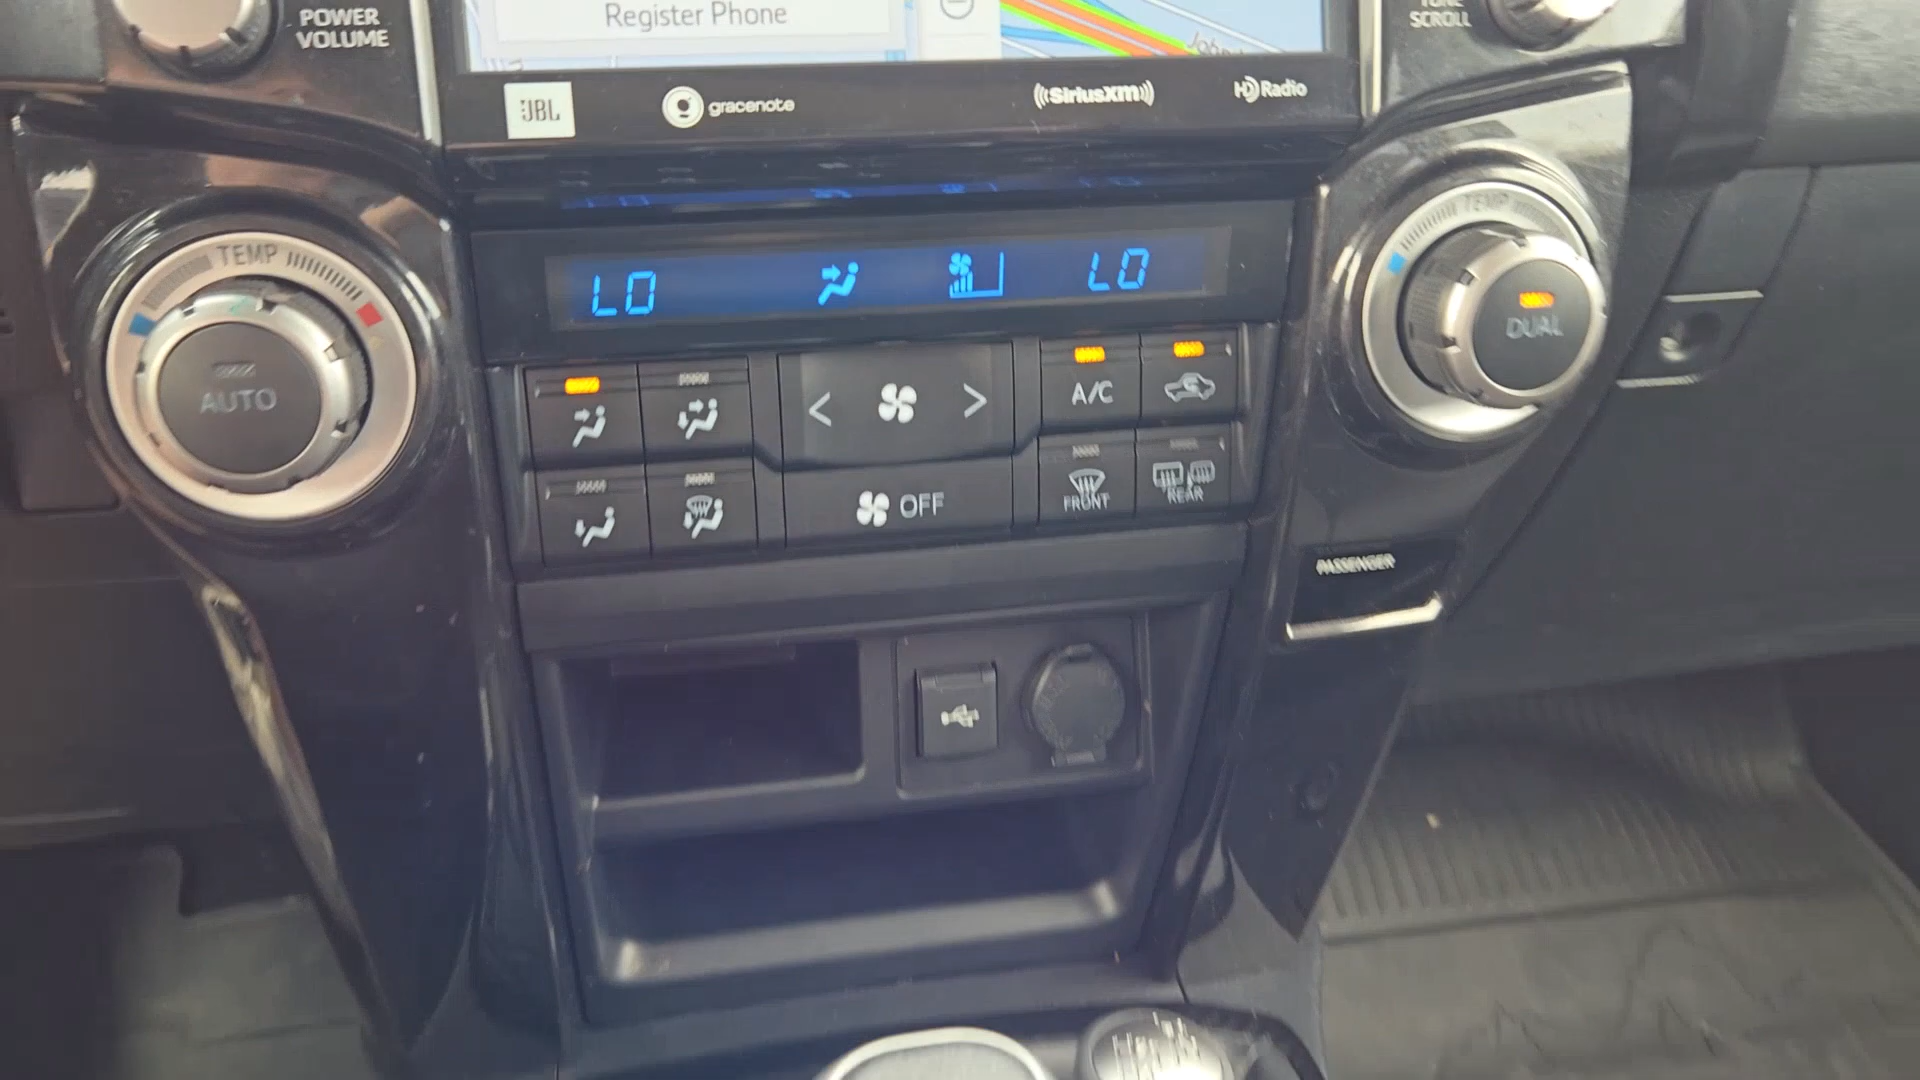 POWER
VOLUME
Register Phone
TUNE
SCROLL
JBL
gracenote
SiriusXM
HD Radio
TEMP
TEMP
LO
LO
AUTO
DUAL
A/C
OFF
FRONT
REAR
PASSENGER